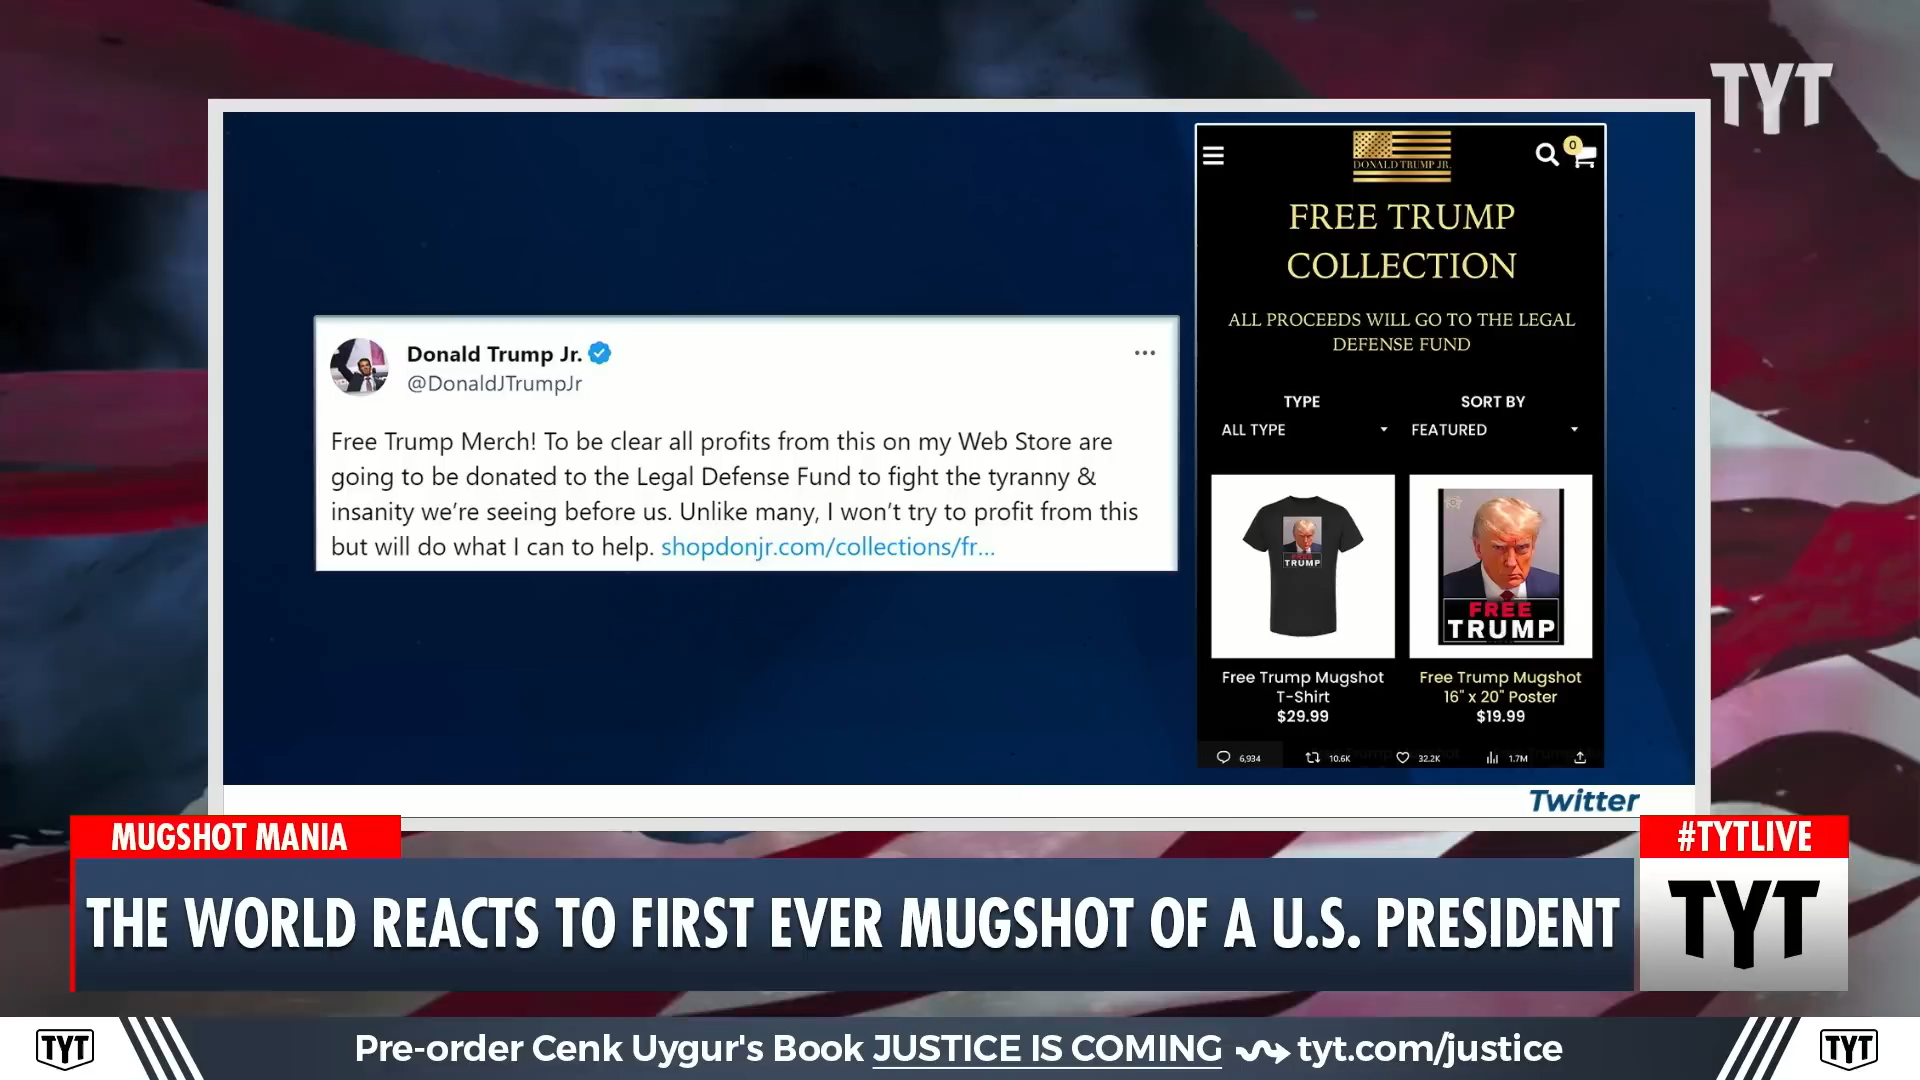 TYT
Donald Trump Jr.
@DonaldJTrumpJr
Free Trump Merch! To be clear all profits from this on my Web Store are
going to be donated to the Legal Defense Fund to fight the tyranny &
insanity we're seeing before us. Unlike many, I won't try to profit from this
but will do what I can to help. shopdonjr.com/collections/fr...
0
DONALD TRUMP JR.
FREE TRUMP
COLLECTION
ALL PROCEEDS WILL GO TO THE LEGAL
DEFENSE FUND
TYPE
SORT BY
ALL TYPE
FEATURED
FREE
TRUMP
FREE
TRUMP
Free Trump Mugshot
T-Shirt
$29.99
Free Trump Mugshot
16" x 20" Poster
$19.99
6,934
10.6K
32.2K
1.7M
Twitter
MUGSHOT MANIA
#TYTLIVE
THE WORLD REACTS TO FIRST EVER MUGSHOT OF A U.S. PRESIDENT
TYT
TYT
Pre-order Cenk Uygur's Book JUSTICE IS COMING tyt.com/justice
TYT